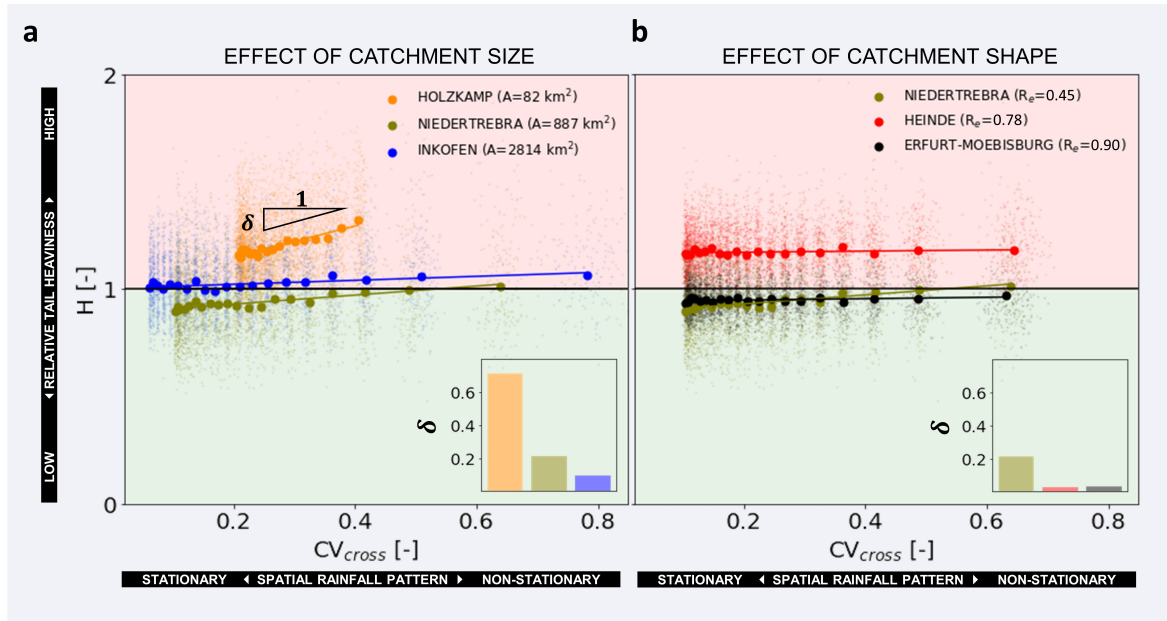 a
EFFECT OF CATCHMENT SIZE
HOLZKAMP (A=82 km²)
NIEDERTREBRA (A=887 km²)
INKOFEN (A=2814 km²)
δ
1
2
1
0
H [-]
LOW ◄ RELATIVE TAIL HEAVINESS ► HIGH
δ
0.6
0.4
0.2
0.2 0.4 0.6 0.8
CV_cross [-]
STATIONARY ◄ SPATIAL RAINFALL PATTERN ► NON-STATIONARY
b
EFFECT OF CATCHMENT SHAPE
NIEDERTREBRA (Rₑ=0.45)
HEINDE (Rₑ=0.78)
ERFURT-MOEBISBURG (Rₑ=0.90)
δ
0.6
0.4
0.2
0.2 0.4 0.6 0.8
CV_cross [-]
STATIONARY ◄ SPATIAL RAINFALL PATTERN ► NON-STATIONARY